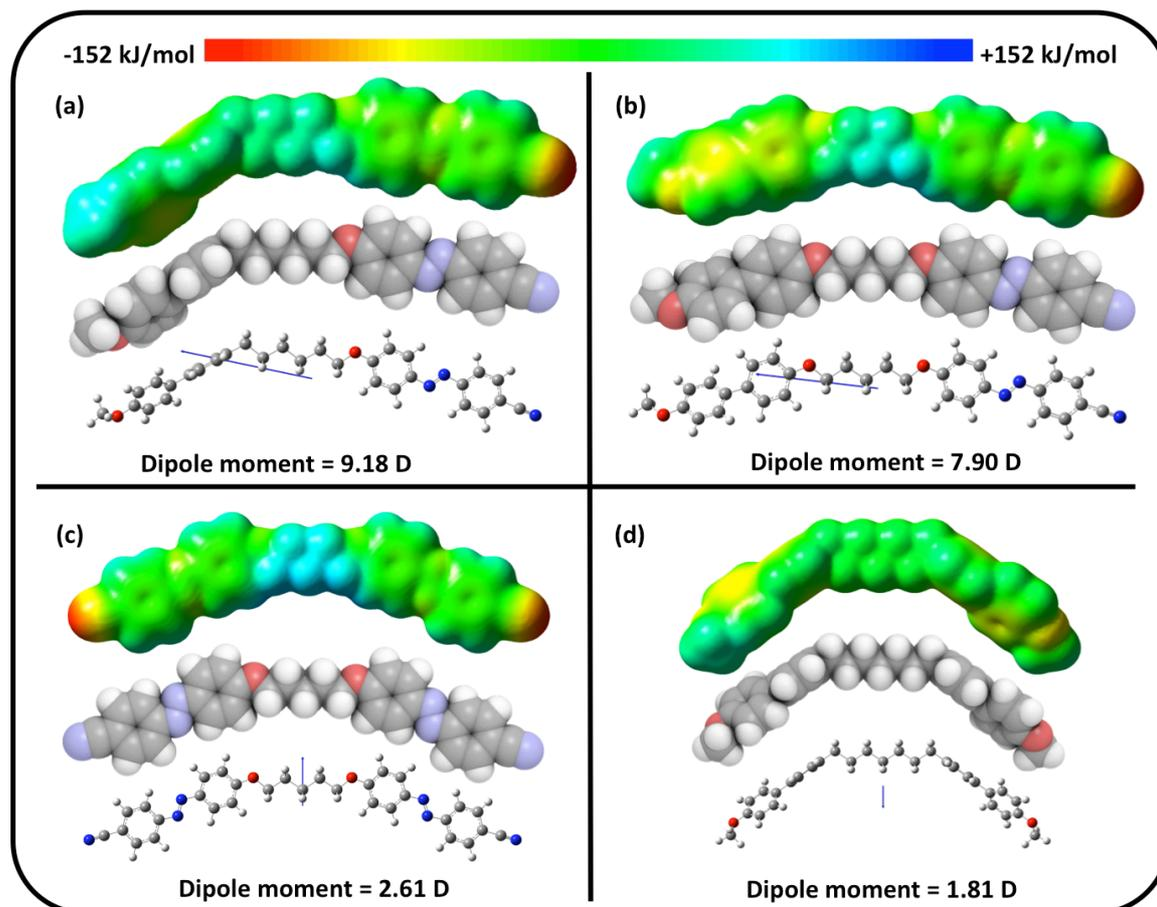 -152 kJ/mol +152 kJ/mol
(a) (b)
Dipole moment = 9.18 D Dipole moment = 7.90 D
(c) (d)
Dipole moment = 2.61 D Dipole moment = 1.81 D